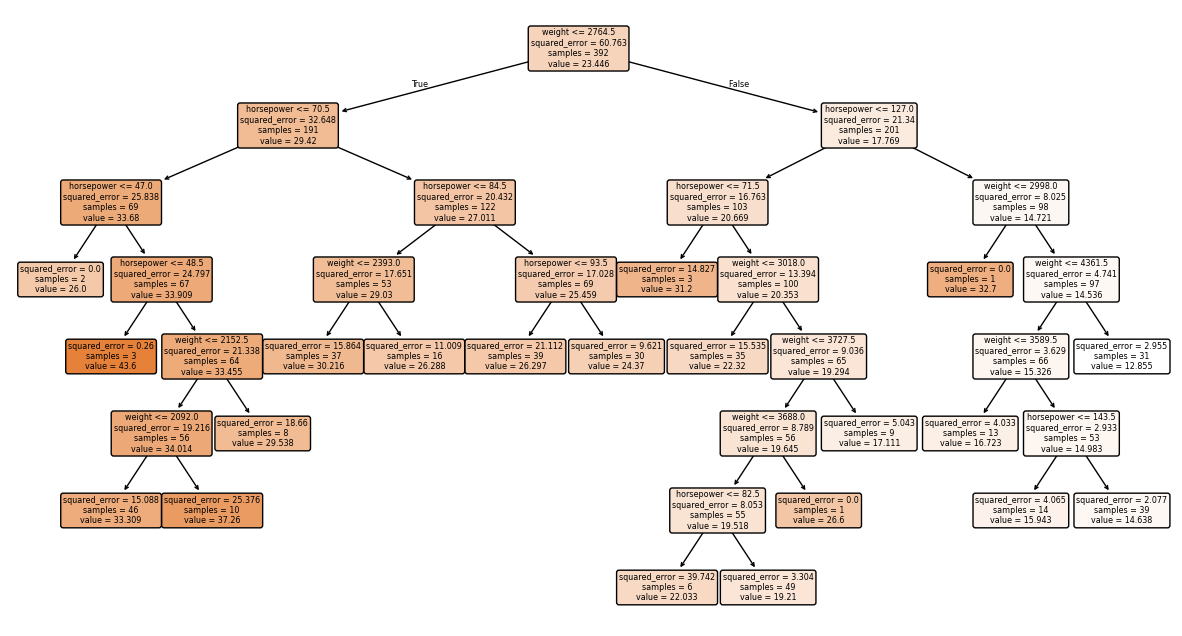 weight <= 2764.5
squared_error = 60.763
samples = 392
value = 23.446
True
False
horsepower <= 70.5
squared_error = 32.648
samples = 191
value = 29.42
horsepower <= 127.0
squared_error = 21.34
samples = 201
value = 17.769
horsepower <= 47.0
squared_error = 25.838
samples = 69
value = 33.68
horsepower <= 84.5
squared_error = 20.432
samples = 122
value = 27.011
horsepower <= 71.5
squared_error = 16.763
samples = 103
value = 20.669
weight <= 2998.0
squared_error = 8.025
samples = 98
value = 14.721
squared_error = 0.0
samples = 2
value = 26.0
horsepower <= 48.5
squared_error = 24.797
samples = 67
value = 33.909
weight <= 2393.0
squared_error = 17.651
samples = 53
value = 29.03
horsepower <= 93.5
squared_error = 17.028
samples = 69
value = 25.459
squared_error = 14.827
samples = 3
value = 31.2
weight <= 3018.0
squared_error = 13.394
samples = 100
value = 20.353
squared_error = 0.0
samples = 1
value = 32.7
weight <= 4361.5
squared_error = 4.741
samples = 97
value = 14.536
squared_error = 0.26
samples = 3
value = 43.6
weight <= 2152.5
squared_error = 21.338
samples = 64
value = 33.455
squared_error = 15.864
samples = 37
value = 30.216
squared_error = 11.009
samples = 16
value = 26.288
squared_error = 21.112
samples = 39
value = 26.297
squared_error = 9.621
samples = 30
value = 24.37
squared_error = 15.535
samples = 35
value = 22.32
weight <= 3727.5
squared_error = 9.036
samples = 65
value = 19.294
weight <= 3589.5
squared_error = 3.629
samples = 66
value = 15.326
squared_error = 2.955
samples = 31
value = 12.855
weight <= 2092.0
squared_error = 19.216
samples = 56
value = 34.014
squared_error = 18.66
samples = 8
value = 29.538
weight <= 3688.0
squared_error = 8.789
samples = 56
value = 19.645
squared_error = 5.043
samples = 9
value = 17.111
squared_error = 4.033
samples = 13
value = 16.723
horsepower <= 143.5
squared_error = 2.933
samples = 53
value = 14.983
squared_error = 15.088
samples = 46
value = 33.309
squared_error = 25.376
samples = 10
value = 37.26
horsepower <= 82.5
squared_error = 8.053
samples = 55
value = 19.518
squared_error = 0.0
samples = 1
value = 26.6
squared_error = 4.065
samples = 14
value = 15.943
squared_error = 2.077
samples = 39
value = 14.638
squared_error = 39.742
samples = 6
value = 22.033
squared_error = 3.304
samples = 49
value = 19.21